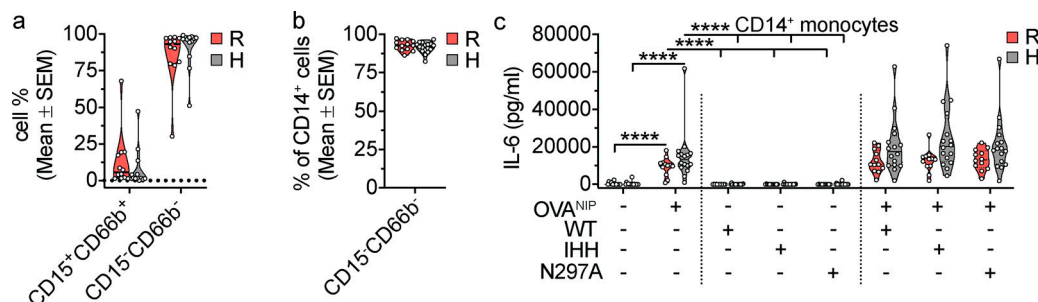 a
cell %
(Mean ± SEM)
100
75
50
25
0
R
H
CD15⁺CD66b⁺
CD15⁻CD66b⁻
b
% of CD14⁺ cells
(Mean ± SEM)
100
75
50
25
0
R
H
CD15⁻CD66b⁻
c
**** CD14⁺ monocytes
****
****
****
R
H
IL-6 (pg/ml)
80000
60000
40000
20000
0
OVA^NIP - + - - - + + +
WT - - + - - + - -
IHH - - - + - - + -
N297A - - - - + - - +